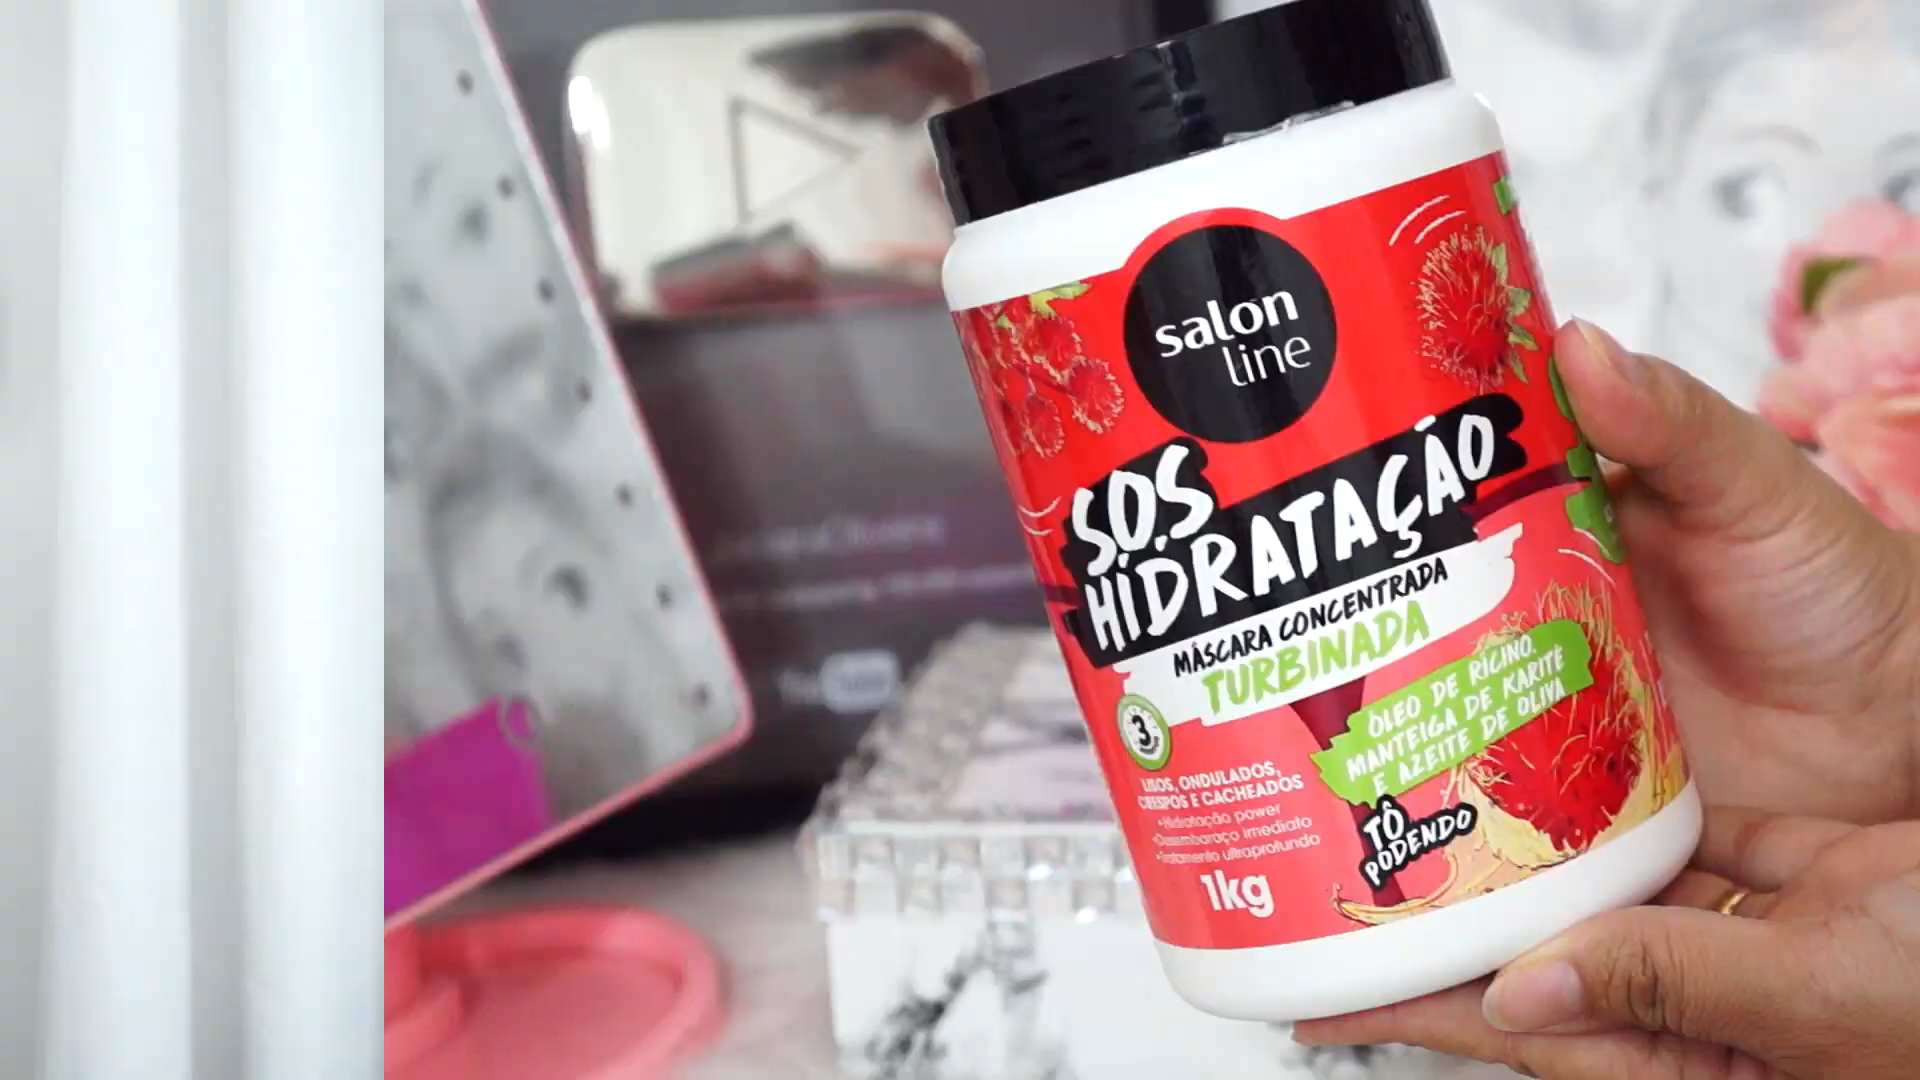 salon
line
S.O.S
HIDRATAÇÃO
MÁSCARA CONCENTRADA
TURBINADA
3
ÓLEO DE RÍCINO,
MANTEIGA DE KARITÉ
E AZEITE DE OLIVA
LISOS, ONDULADOS,
CRESPOS E CACHEADOS
•Hidratação power
•Desembaraço imediato
•Tratamento ultraprofundo
TÔ
PODENDO
1kg